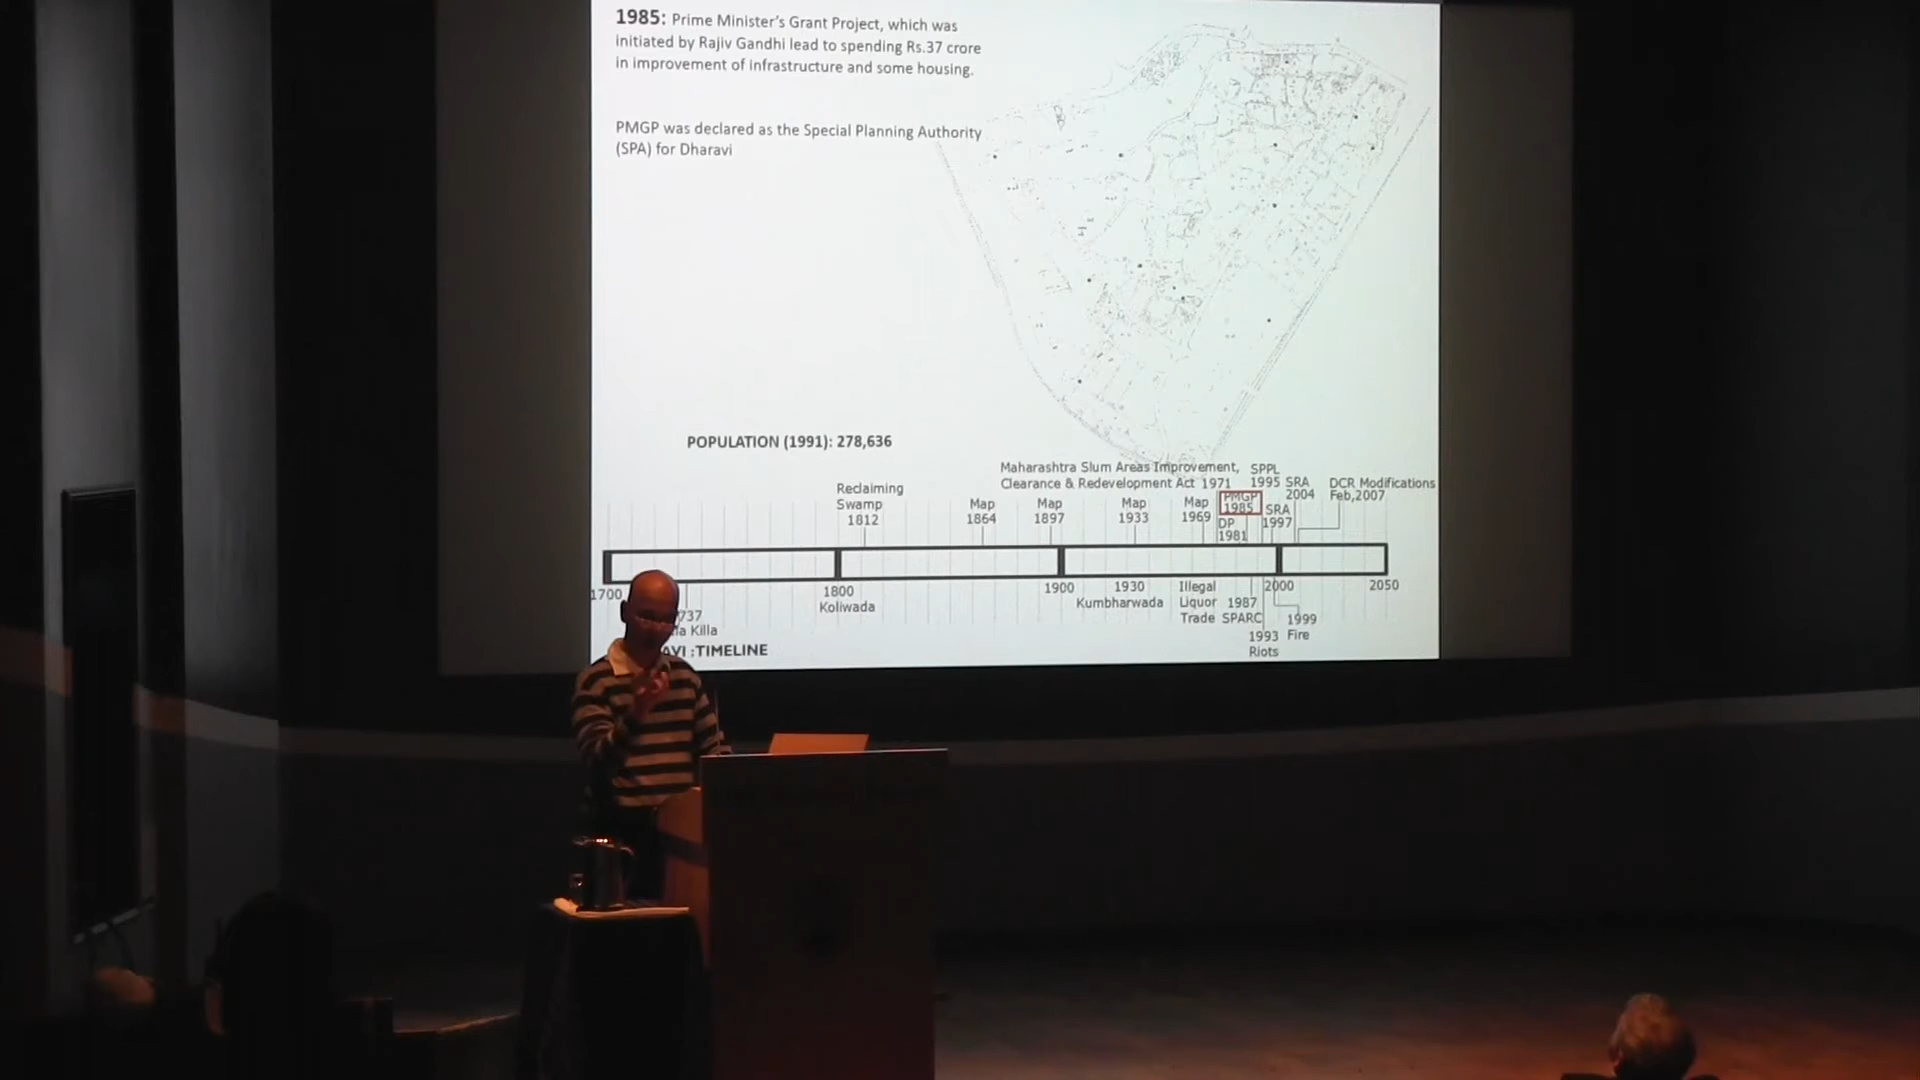 1985: Prime Minister's Grant Project, which was
initiated by Rajiv Gandhi lead to spending Rs.37 crore
in improvement of infrastructure and some housing.
PMGP was declared as the Special Planning Authority
(SPA) for Dharavi
POPULATION (1991): 278,636
Maharashtra Slum Areas Improvement,
Clearance & Redevelopment Act 1971
SPPL
1995
SRA
2004
DCR Modifications
Feb,2007
Reclaiming
Swamp
1812
Map
1864
Map
1897
Map
1933
Map
1969
PMGP
1985
DP
1981
SRA
1997
1700
1800
Koliwada
1900
1930
Kumbharwada
Illegal
Liquor
Trade
1987
SPARC
2000
1993
Riots
1999
Fire
2050
737
Killa
AVI :TIMELINE